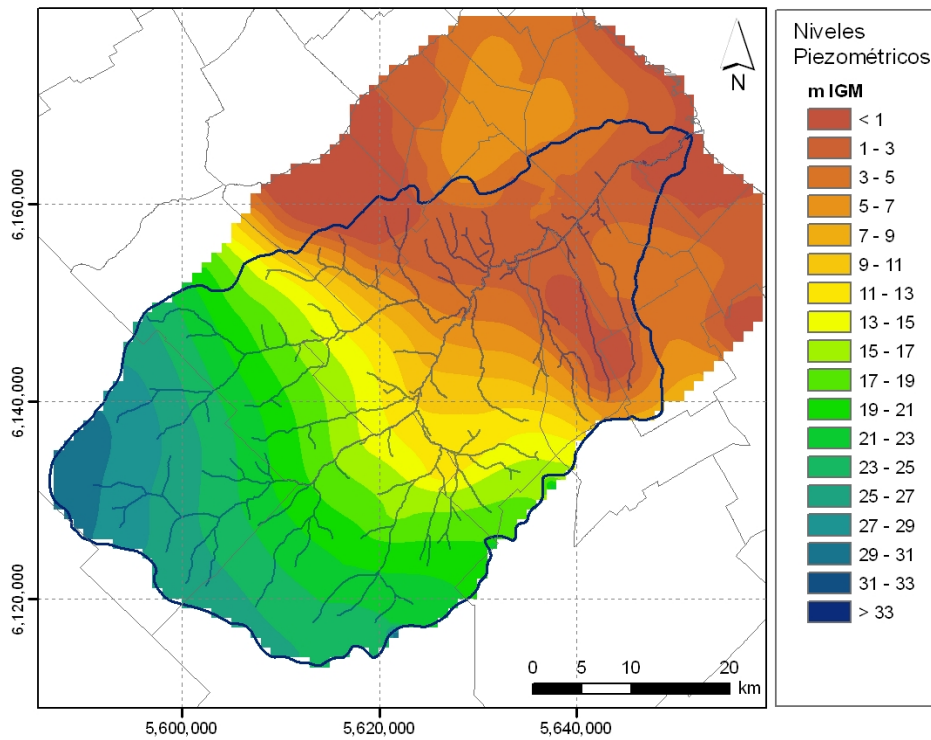 N
6,160,000
6,140,000
6,120,000
5,600,000
5,620,000
5,640,000
0 5 10 20
km
Niveles
Piezométricos
m IGM
< 1
1 - 3
3 - 5
5 - 7
7 - 9
9 - 11
11 - 13
13 - 15
15 - 17
17 - 19
19 - 21
21 - 23
23 - 25
25 - 27
27 - 29
29 - 31
31 - 33
> 33